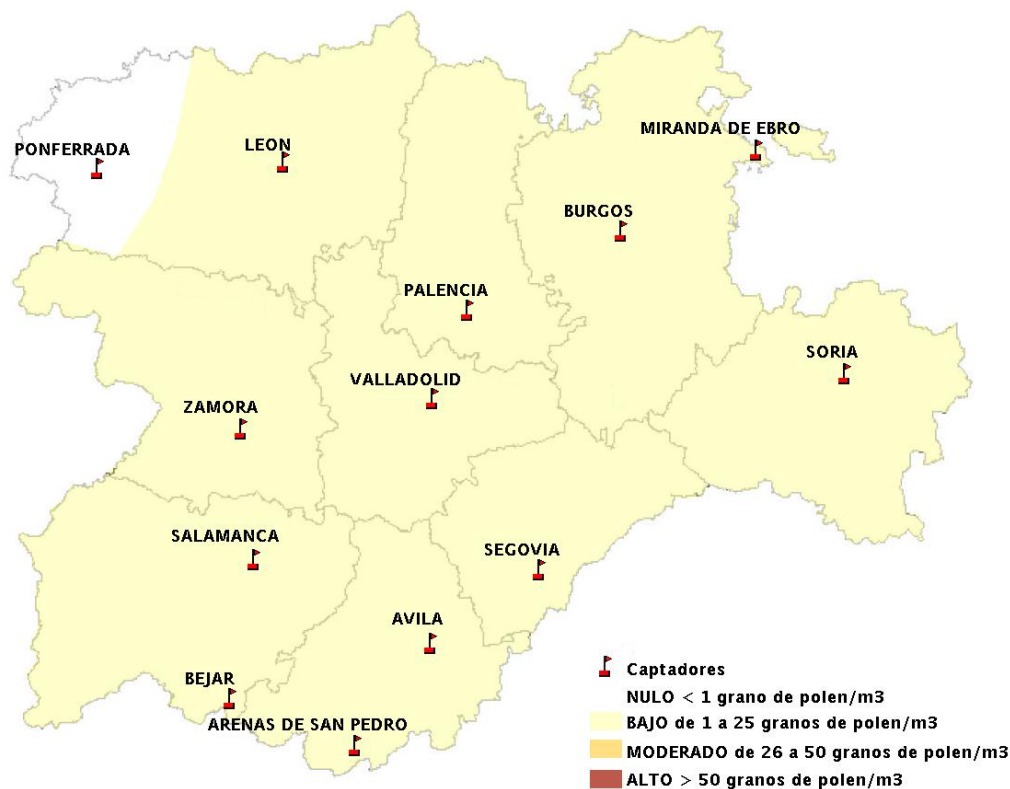 MIRANDA DE EBRO
PONFERRADA
LEON
BURGOS
PALENCIA
SORIA
VALLADOLID
ZAMORA
SALAMANCA
SEGOVIA
AVILA
BEJAR
ARENAS DE SAN PEDRO
Captadores
NULO < 1 grano de polen/m3
BAJO de 1 a 25 granos de polen/m3
MODERADO de 26 a 50 granos de polen/m3
ALTO > 50 granos de polen/m3